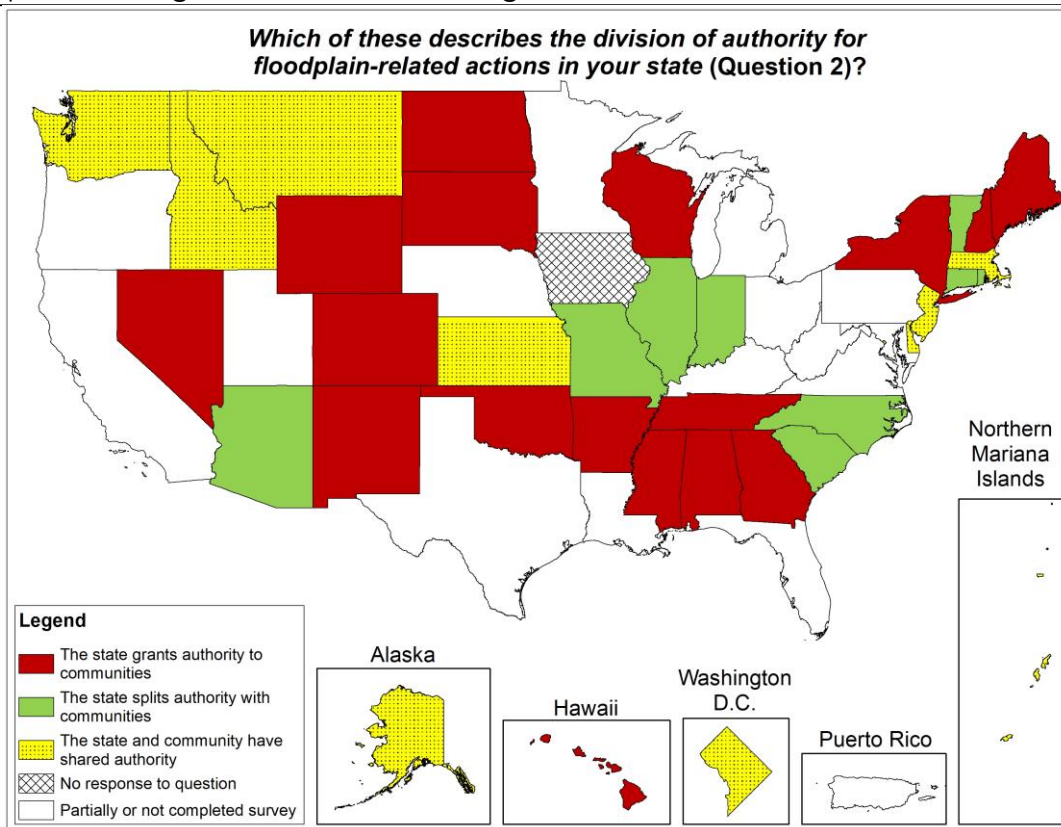 Which of these describes the division of authority for
floodplain-related actions in your state (Question 2)?
Northern
Mariana
Islands
Legend
The state grants authority to
communities
The state splits authority with
communities
The state and community have
shared authority
No response to question
Partially or not completed survey
Alaska
Hawaii
Washington
D.C.
Puerto Rico